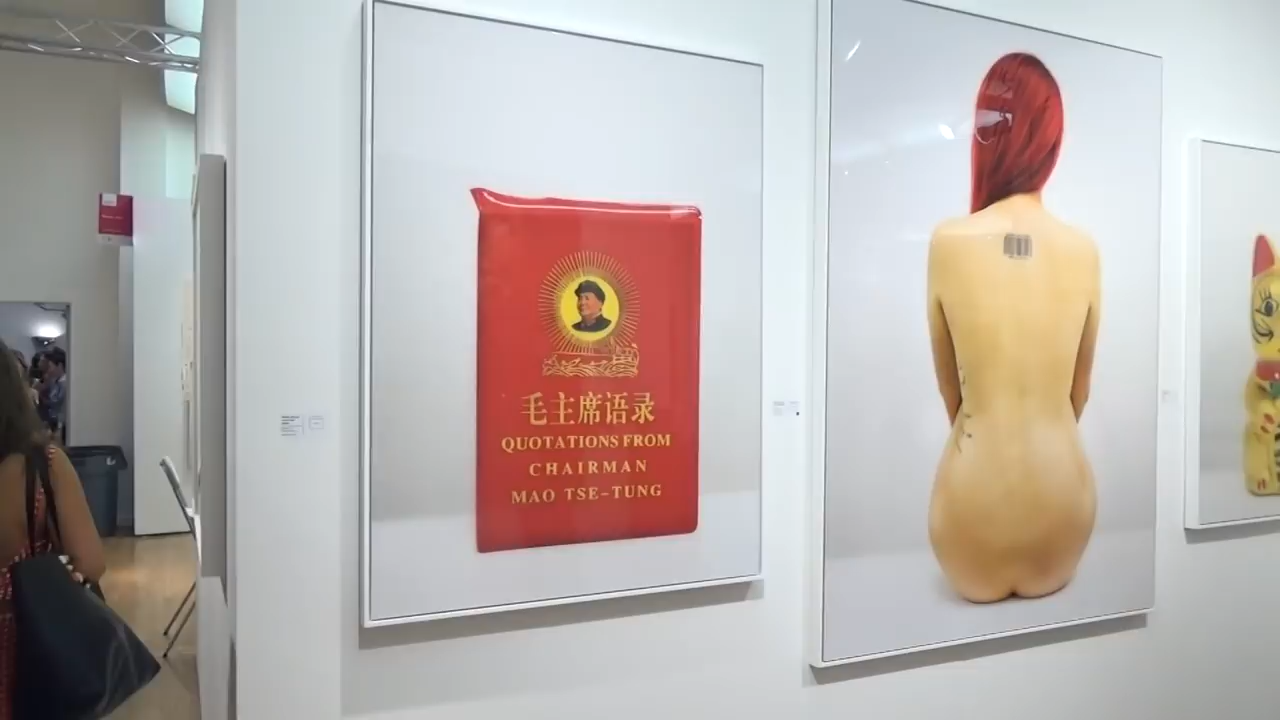 毛主席语录
QUOTATIONS FROM
CHAIRMAN
MAO TSE-TUNG